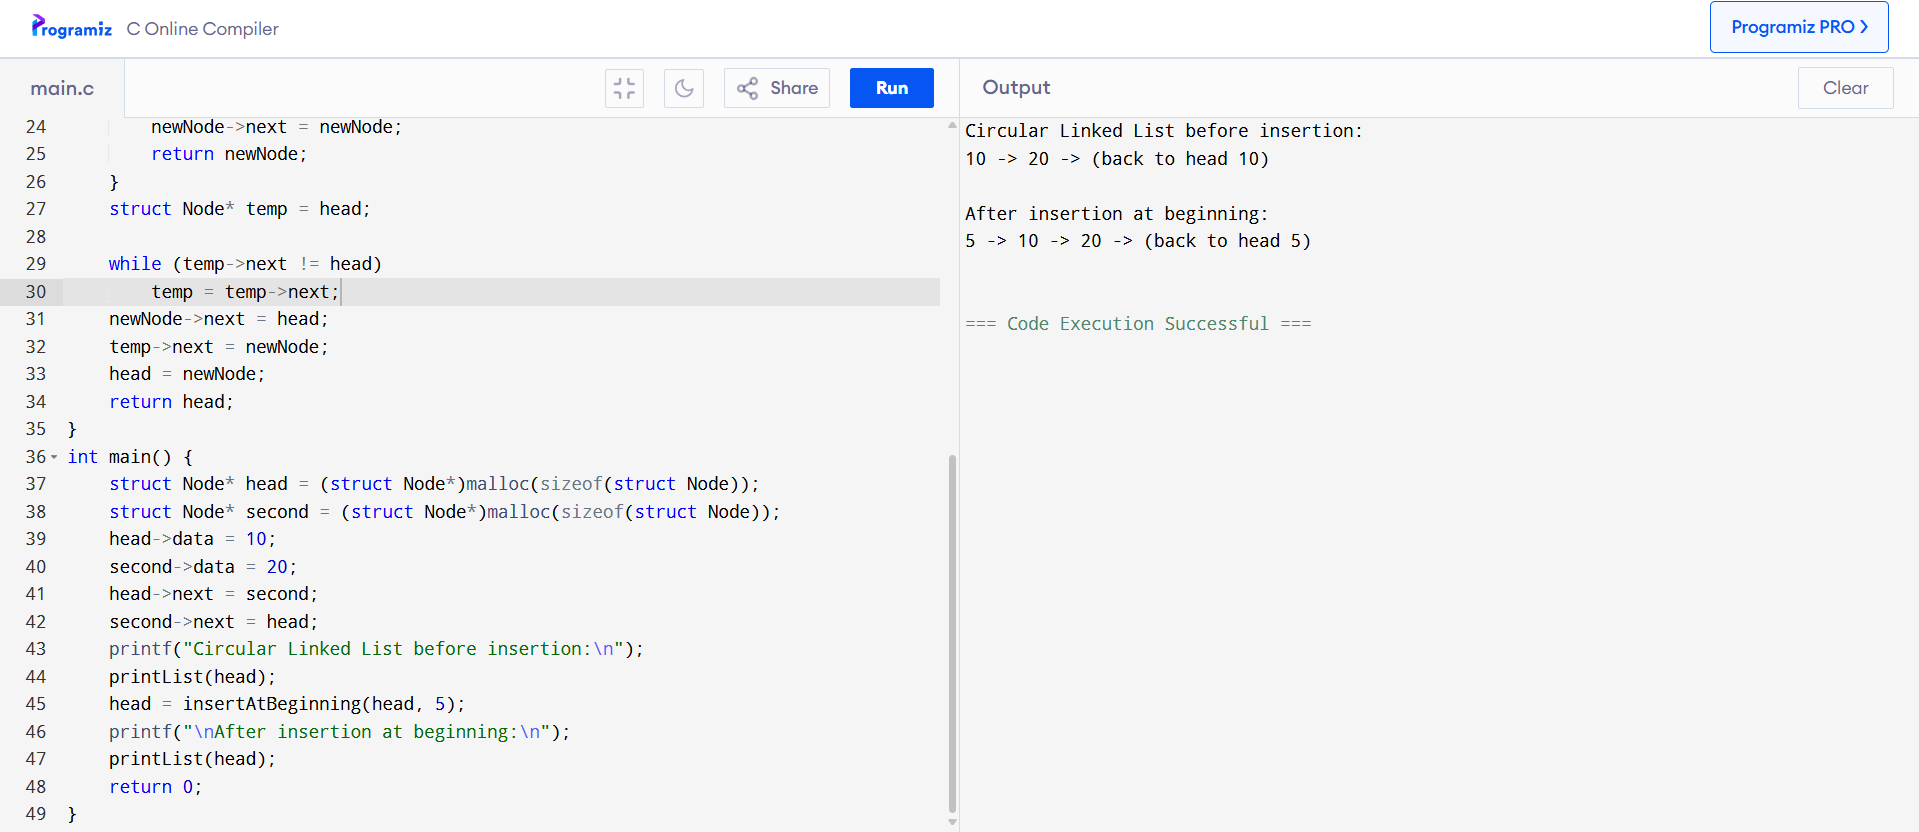 Programiz C Online Compiler
Programiz PRO
main.c
Share
Run
Output
Clear
24 newNode->next = newNode;
25 return newNode;
26 }
27 struct Node* temp = head;
28
29 while (temp->next != head)
30 temp = temp->next;
31 newNode->next = head;
32 temp->next = newNode;
33 head = newNode;
34 return head;
35 }
36 int main() {
37 struct Node* head = (struct Node*)malloc(sizeof(struct Node));
38 struct Node* second = (struct Node*)malloc(sizeof(struct Node));
39 head->data = 10;
40 second->data = 20;
41 head->next = second;
42 second->next = head;
43 printf("Circular Linked List before insertion:\n");
44 printList(head);
45 head = insertAtBeginning(head, 5);
46 printf("\nAfter insertion at beginning:\n");
47 printList(head);
48 return 0;
49 }
Circular Linked List before insertion:
10 -> 20 -> (back to head 10)
After insertion at beginning:
5 -> 10 -> 20 -> (back to head 5)
=== Code Execution Successful ===